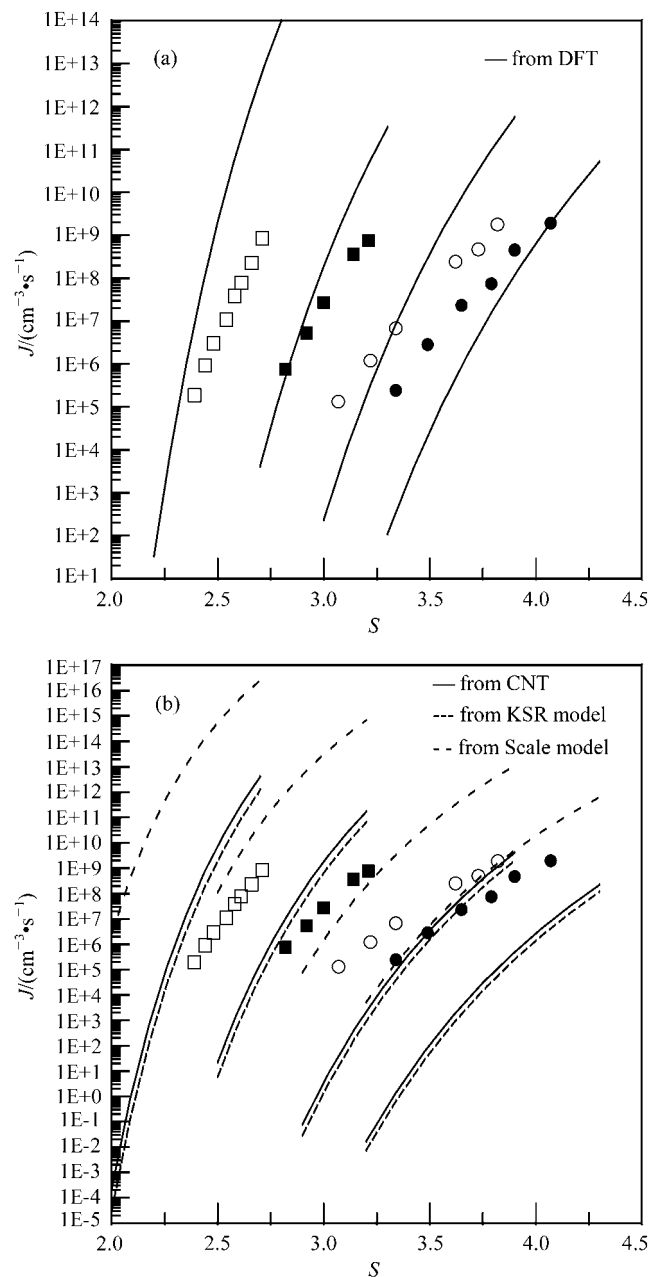 1E+14
(a)
from DFT
1E+13
1E+12
1E+11
1E+10
1E+9
1E+8
1E+7
1E+6
1E+5
1E+4
1E+3
1E+2
1E+1
J/(cm⁻³•s⁻¹)
2.0 2.5 3.0 3.5 4.0 4.5
S
1E+17
(b)
from CNT
from KSR model
from Scale model
1E+16
1E+15
1E+14
1E+13
1E+12
1E+11
1E+10
1E+9
1E+8
1E+7
1E+6
1E+5
1E+4
1E+3
1E+2
1E+1
1E+0
1E-1
1E-2
1E-3
1E-4
1E-5
J/(cm⁻³•s⁻¹)
2.0 2.5 3.0 3.5 4.0 4.5
S